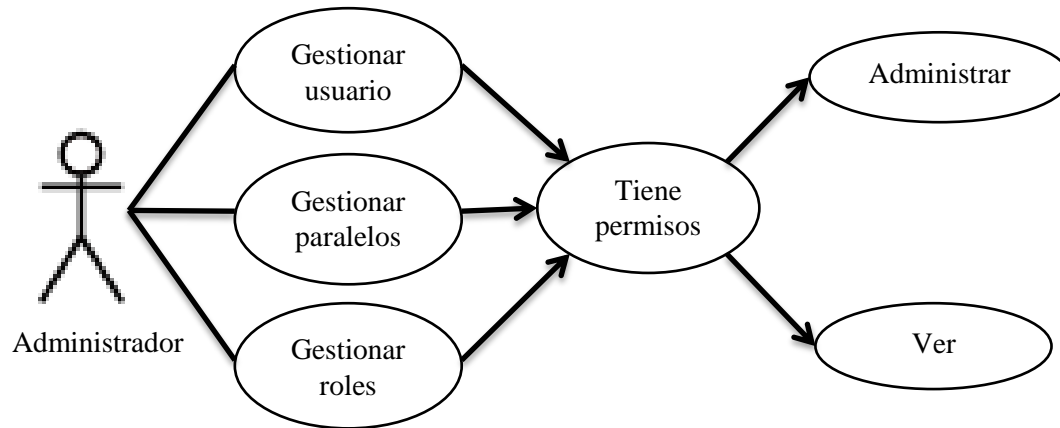 Gestionar
usuario
Administrar
Gestionar
paralelos
Tiene
permisos
Administrador
Gestionar
roles
Ver